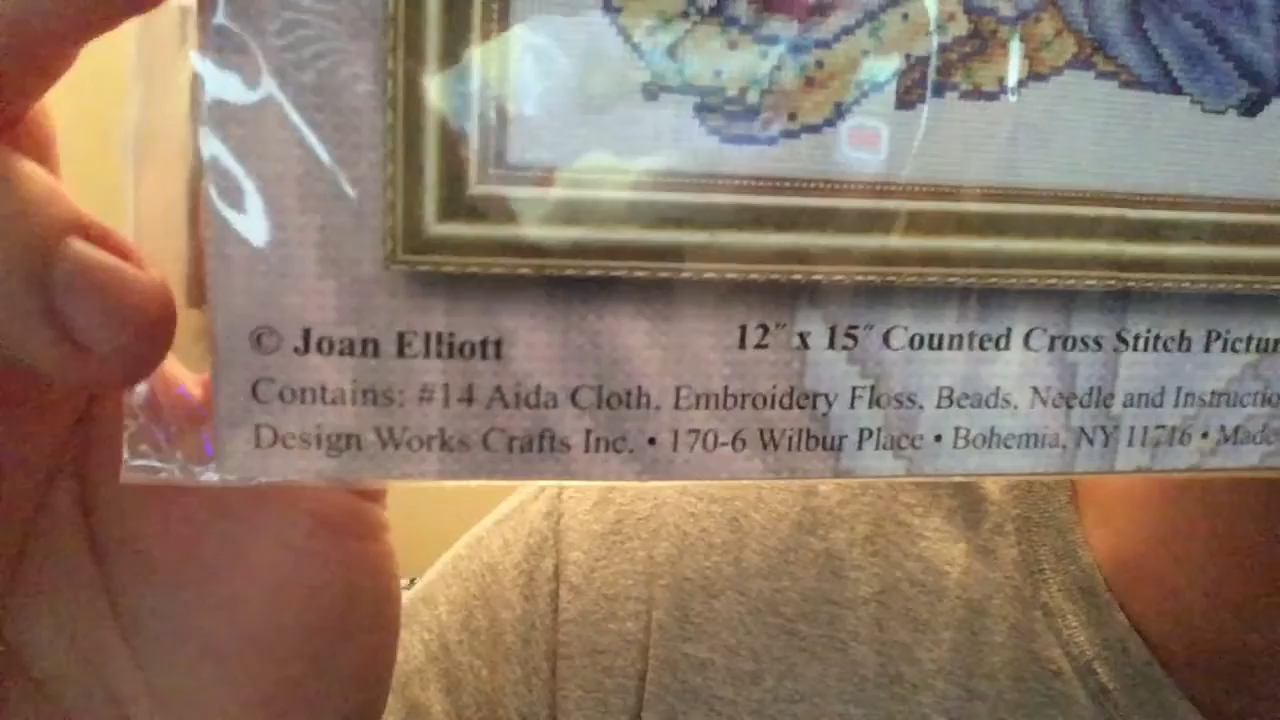 © Joan Elliott
12" x 15" Counted Cross Stitch Pictur
Contains: #14 Aida Cloth, Embroidery Floss, Beads, Needle and Instructio
Design Works Crafts Inc. • 170-6 Wilbur Place • Bohemia, NY 11716 • Made